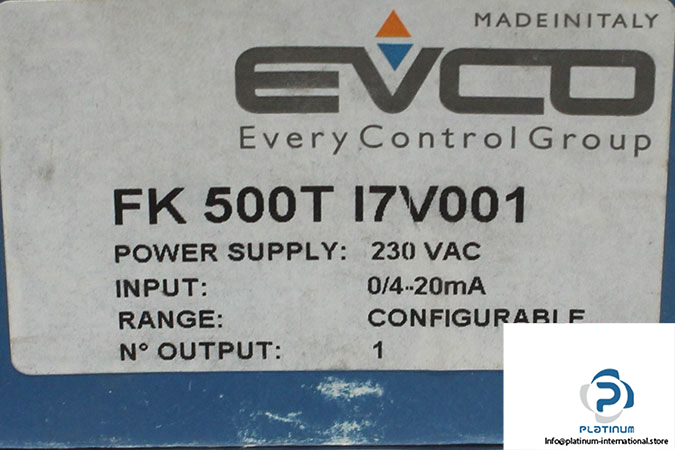 MADEINITALY
EVCO
Every Control Group
FK 500T I7V001
POWER SUPPLY: 230 VAC
INPUT: 0/4..20mA
RANGE: CONFIGURABLE
N° OUTPUT: 1
PLATINUM
Info@platinum-international.store